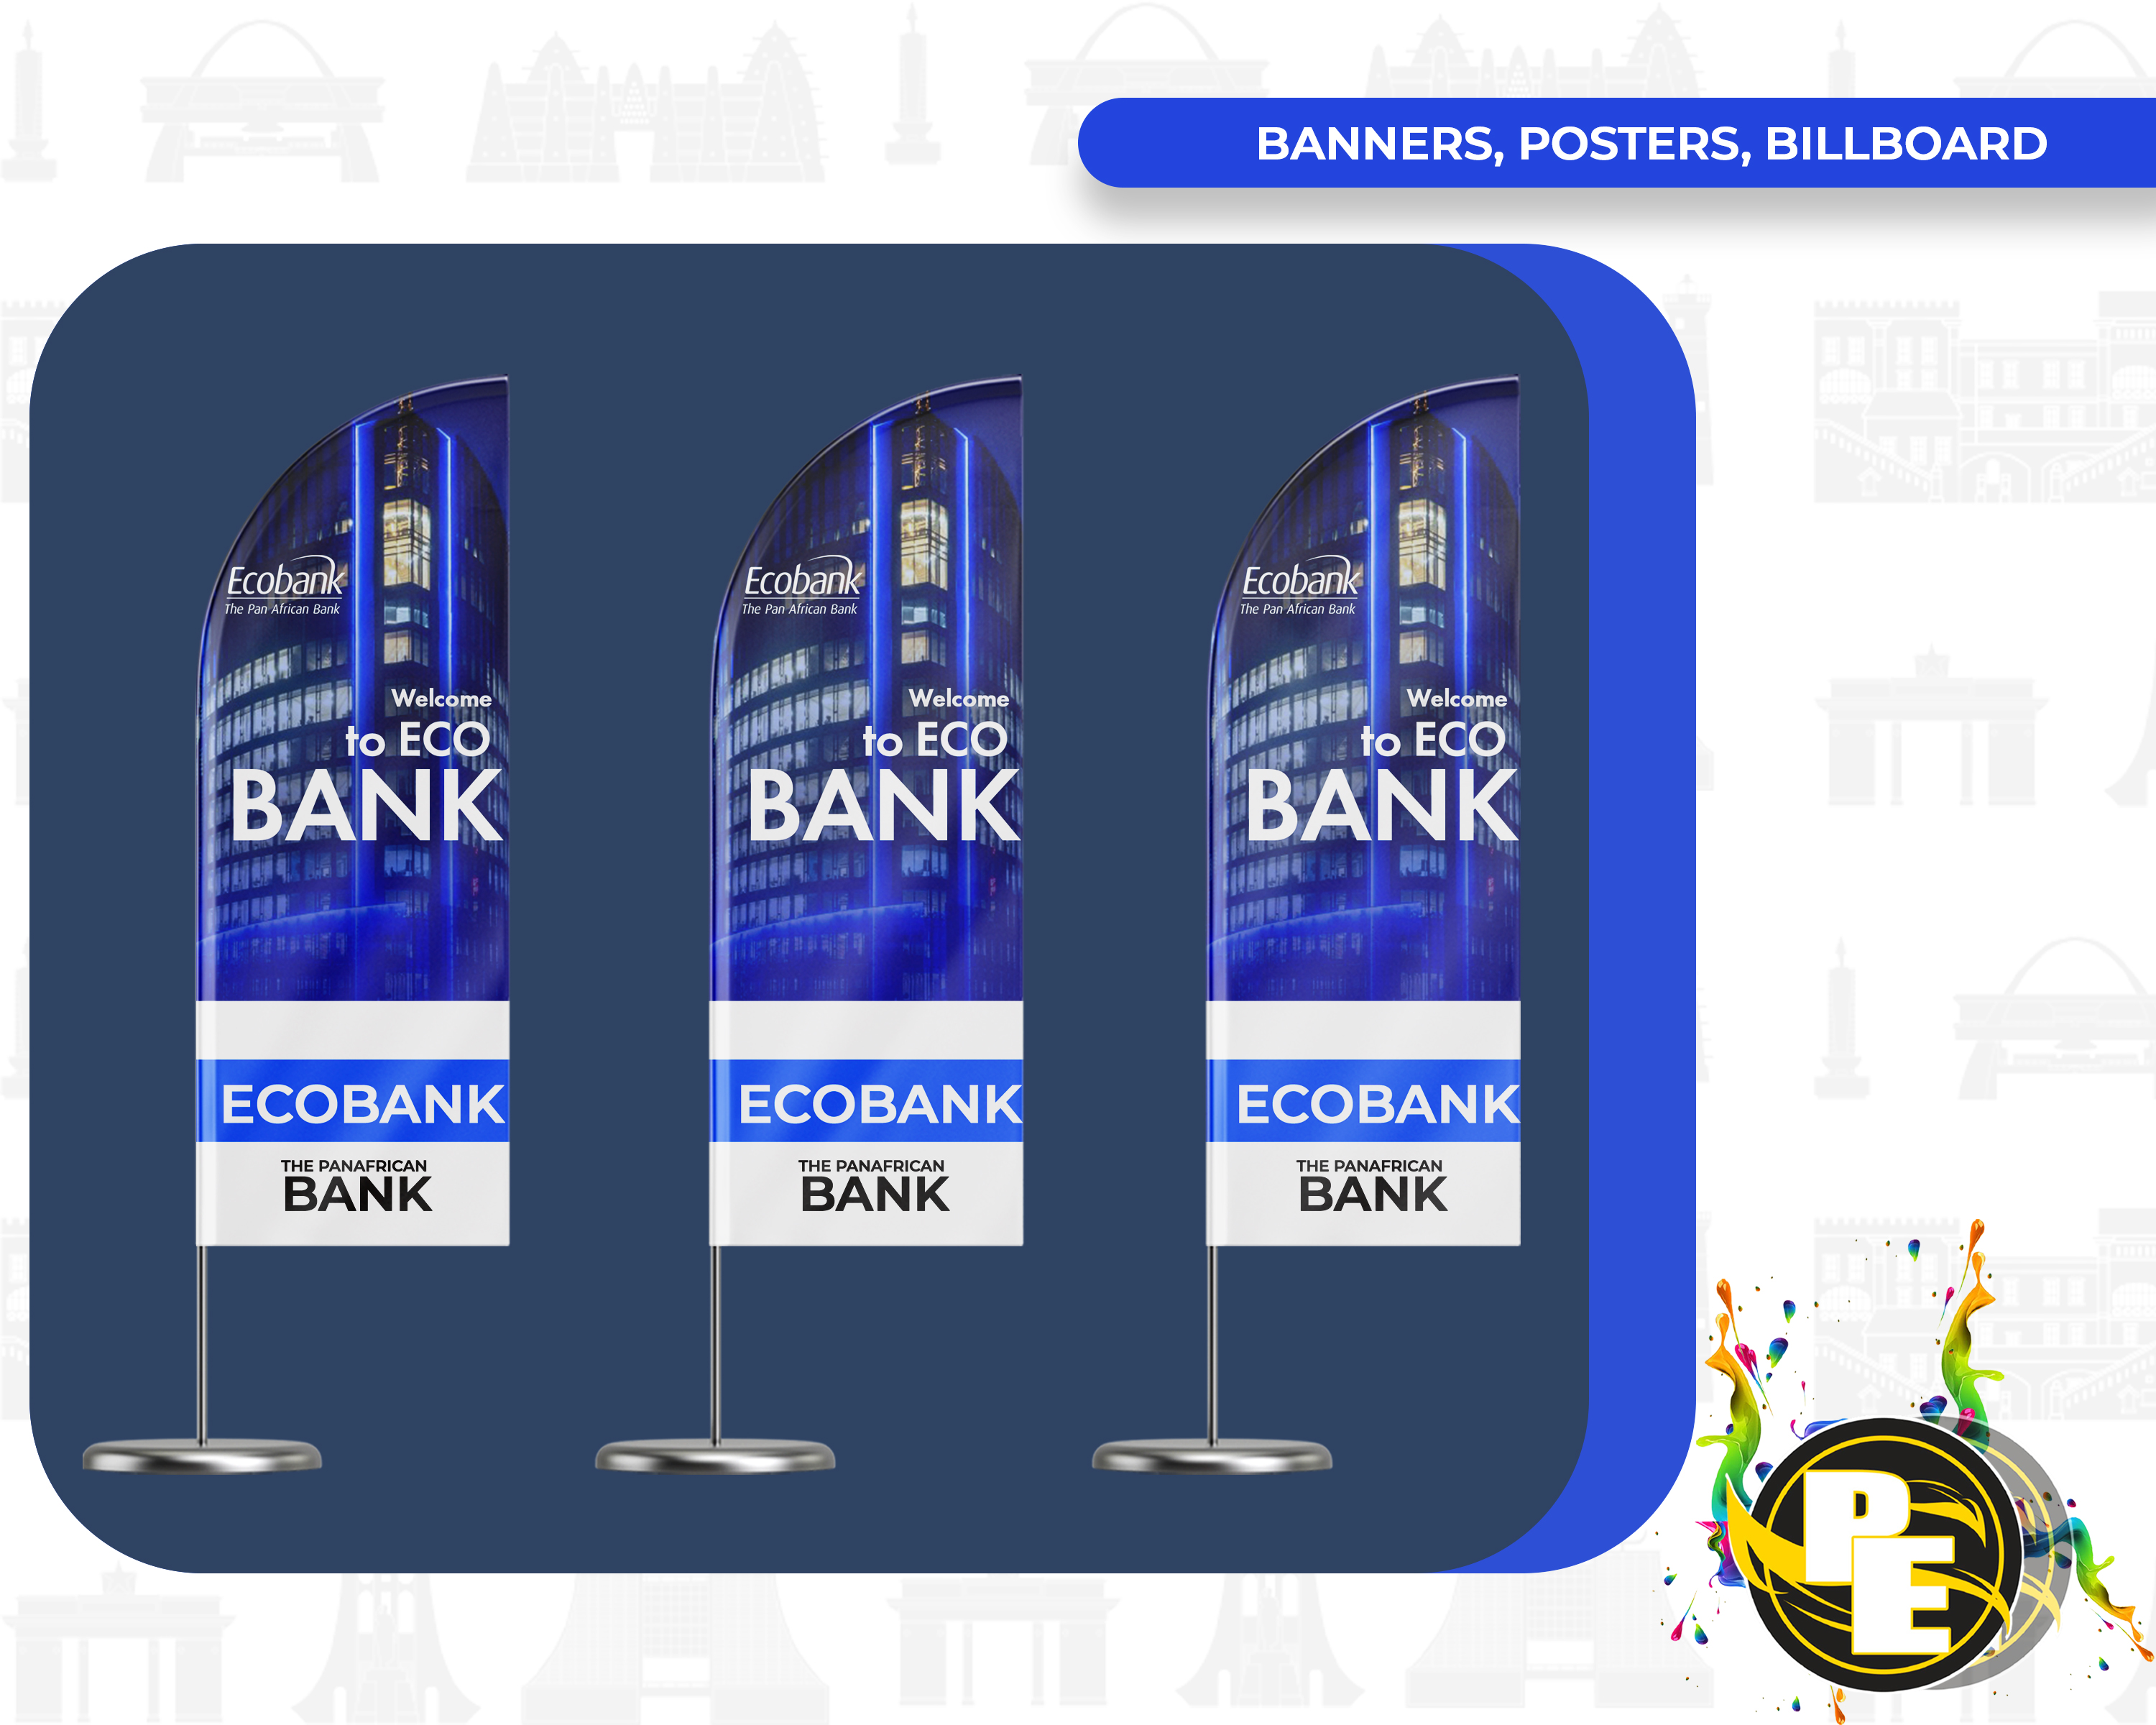 BANNERS, POSTERS, BILLBOARD
Ecobank
The Pan African Bank
Welcome
to ECO
BANK
ECOBANK
THE PANAFRICAN
BANK
Ecobank
The Pan African Bank
Welcome
to ECO
BANK
ECOBANK
THE PANAFRICAN
BANK
Ecobank
The Pan African Bank
Welcome
to ECO
BANK
ECOBANK
THE PANAFRICAN
BANK
PE